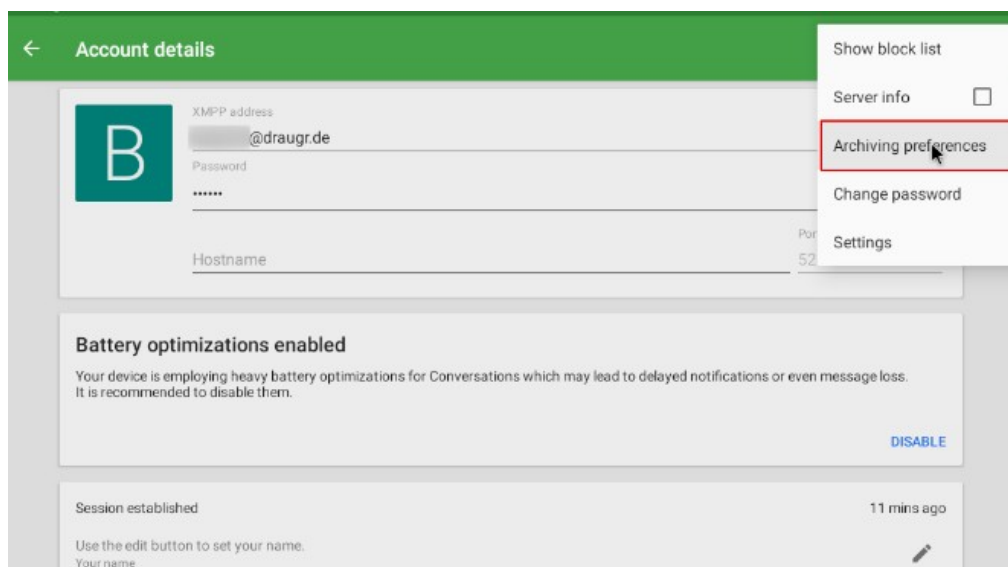 Account details
Show block list
Server info
Archiving preferences
Change password
Settings
B
XMPP address
@draugr.de
Password
••••••
Hostname
Por
52
Battery optimizations enabled
Your device is employing heavy battery optimizations for Conversations which may lead to delayed notifications or even message loss.
It is recommended to disable them.
DISABLE
Session established
11 mins ago
Use the edit button to set your name.
Your name